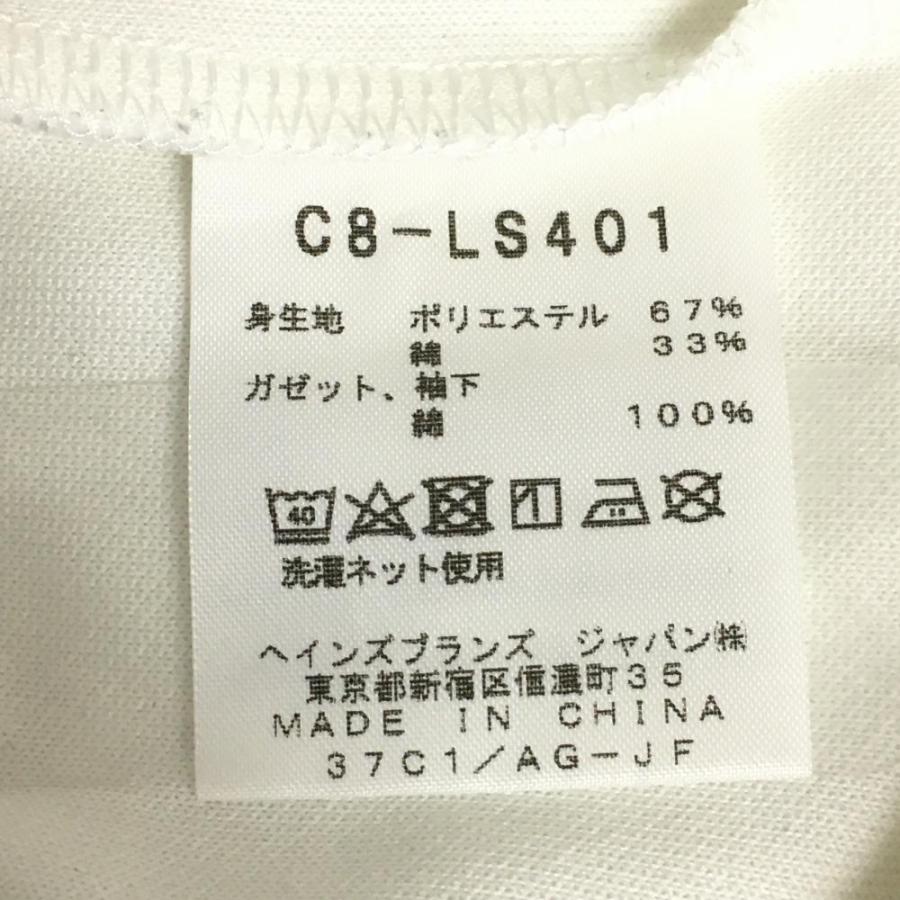 C8-LS401
身生地 ポリエステル 67%
綿 33%
ガゼット、袖下
綿 100%
40
洗濯ネット使用
ヘインズブランズ ジャパン㈱
東京都新宿区信濃町35
MADE IN CHINA
37C1/AG-JF